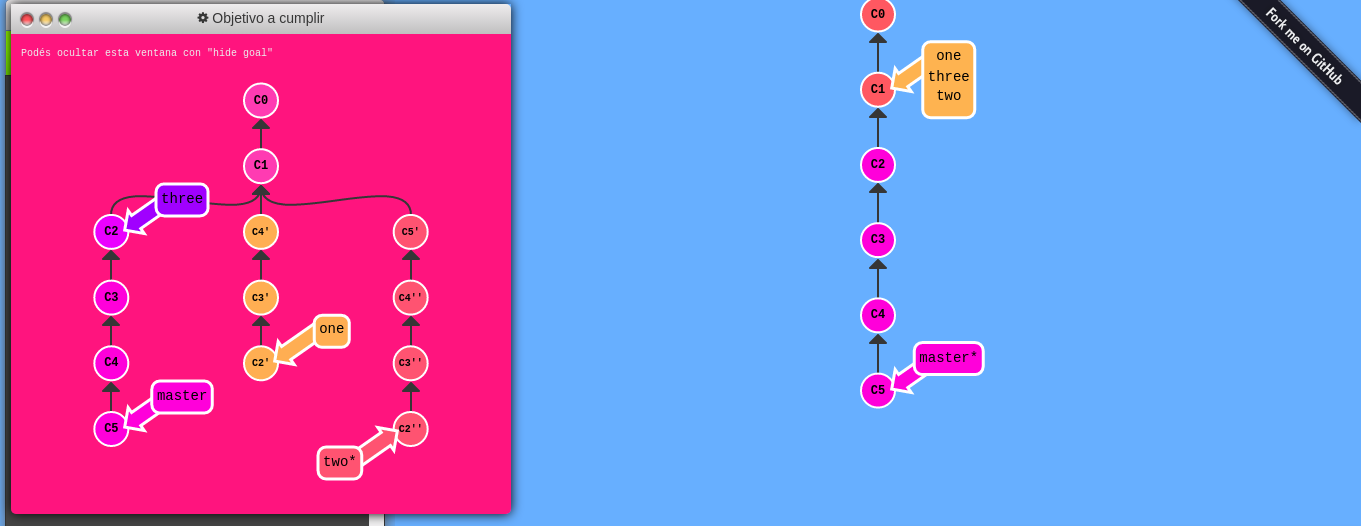 Objetivo a cumplir
Podés ocultar esta ventana con "hide goal"
C0
C1
three
C2
C4'
C5'
C3
C3'
C4''
one
C4
C2'
C3''
master
C5
C2''
two*
C0
one
three
two
C1
C2
C3
C4
master*
C5
Fork me on GitHub